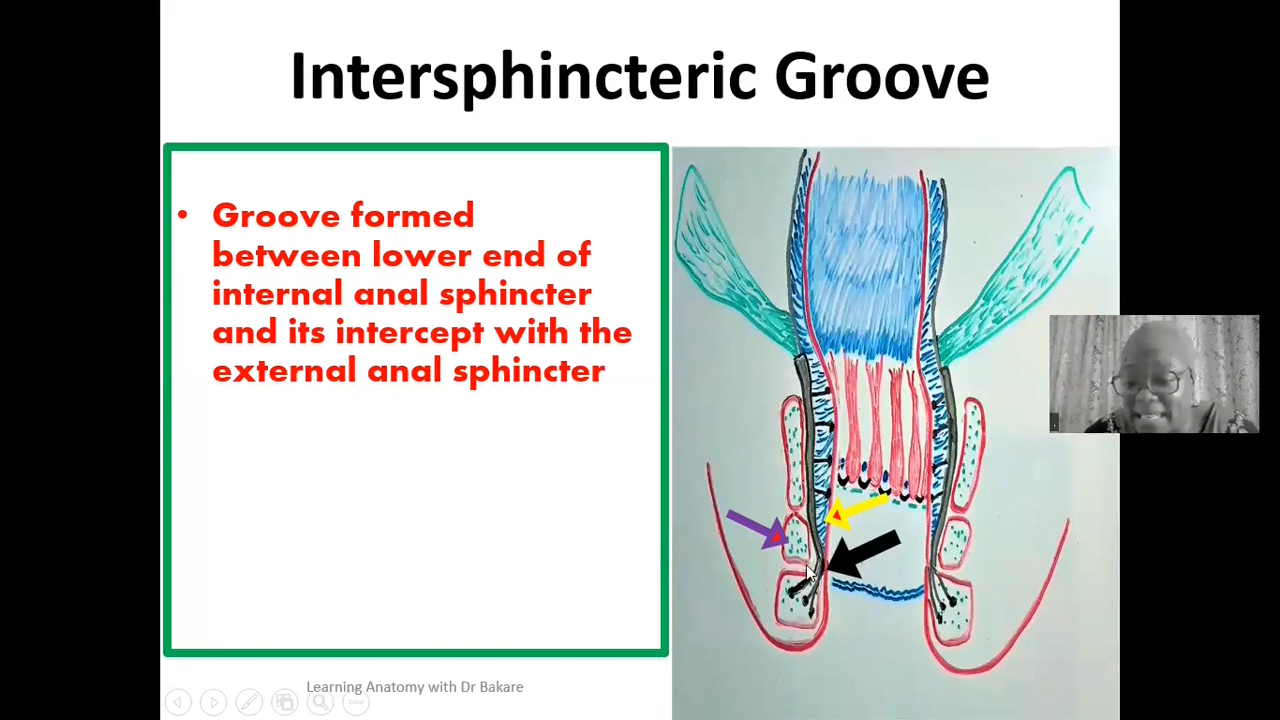 Intersphincteric Groove
• Groove formed
between lower end of
internal anal sphincter
and its intercept with the
external anal sphincter
Learning Anatomy with Dr Bakare